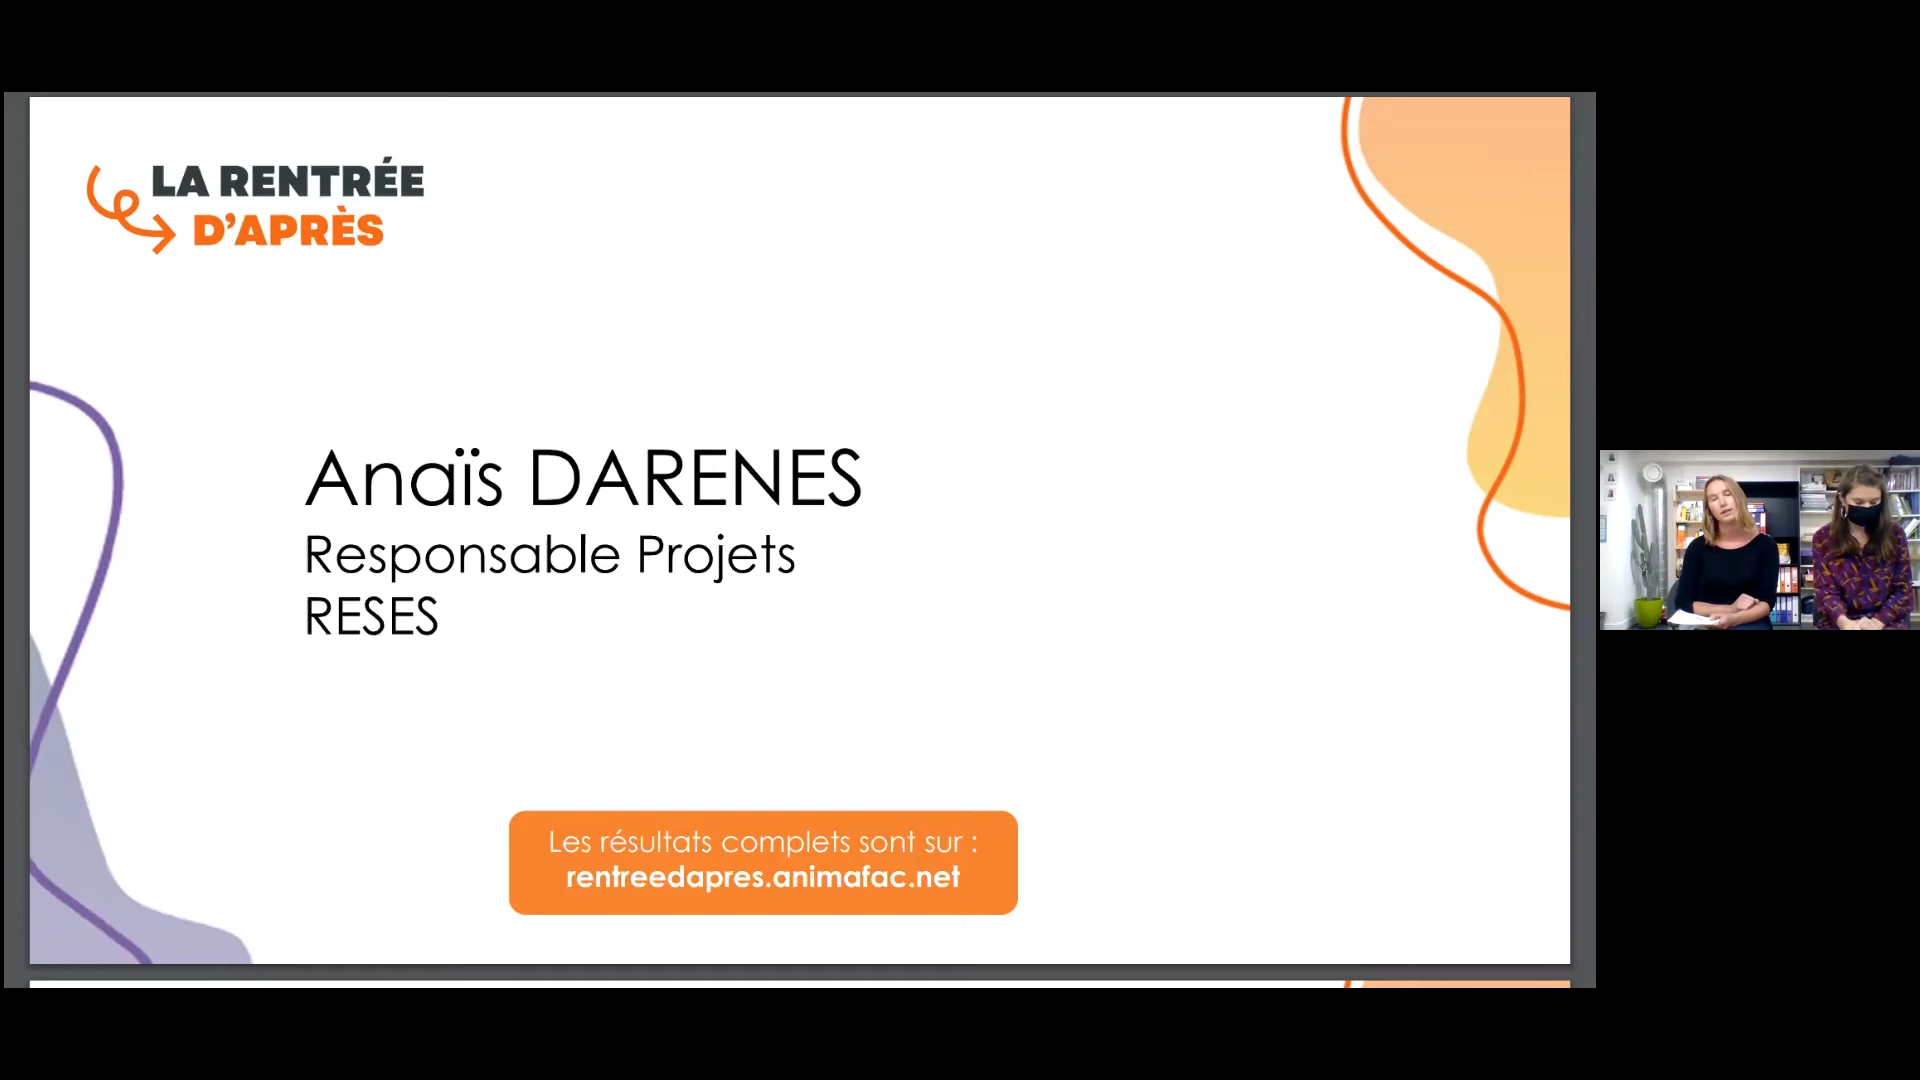 LA RENTRÉE
D'APRÈS
Anaïs DARENES
Responsable Projets
RESES
Les résultats complets sont sur :
rentreedapres.animafac.net